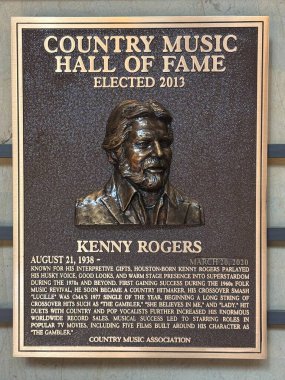 COUNTRY MUSIC
HALL OF FAME
ELECTED 2013
KENNY ROGERS
AUGUST 21, 1938 - MARCH 20, 2020
KNOWN FOR HIS INTERPRETIVE GIFTS, HOUSTON-BORN KENNY ROGERS PARLAYED
HIS HUSKY VOICE, GOOD LOOKS, AND WARM STAGE PRESENCE INTO SUPERSTARDOM
DURING THE 1970s AND BEYOND. FIRST GAINING SUCCESS DURING THE 1960s FOLK
MUSIC REVIVAL, HE SOON BECAME A COUNTRY HITMAKER. HIS CROSSOVER SMASH
"LUCILLE" WAS CMA'S 1977 SINGLE OF THE YEAR, BEGINNING A LONG STRING OF
CROSSOVER HITS SUCH AS "THE GAMBLER," "SHE BELIEVES IN ME," AND "LADY." HIT
DUETS WITH COUNTRY AND POP VOCALISTS FURTHER INCREASED HIS ENORMOUS
WORLDWIDE RECORD SALES. MUSICAL SUCCESS LED TO STARRING ROLES IN
POPULAR TV MOVIES, INCLUDING FIVE FILMS BUILT AROUND HIS CHARACTER AS
"THE GAMBLER."
COUNTRY MUSIC ASSOCIATION